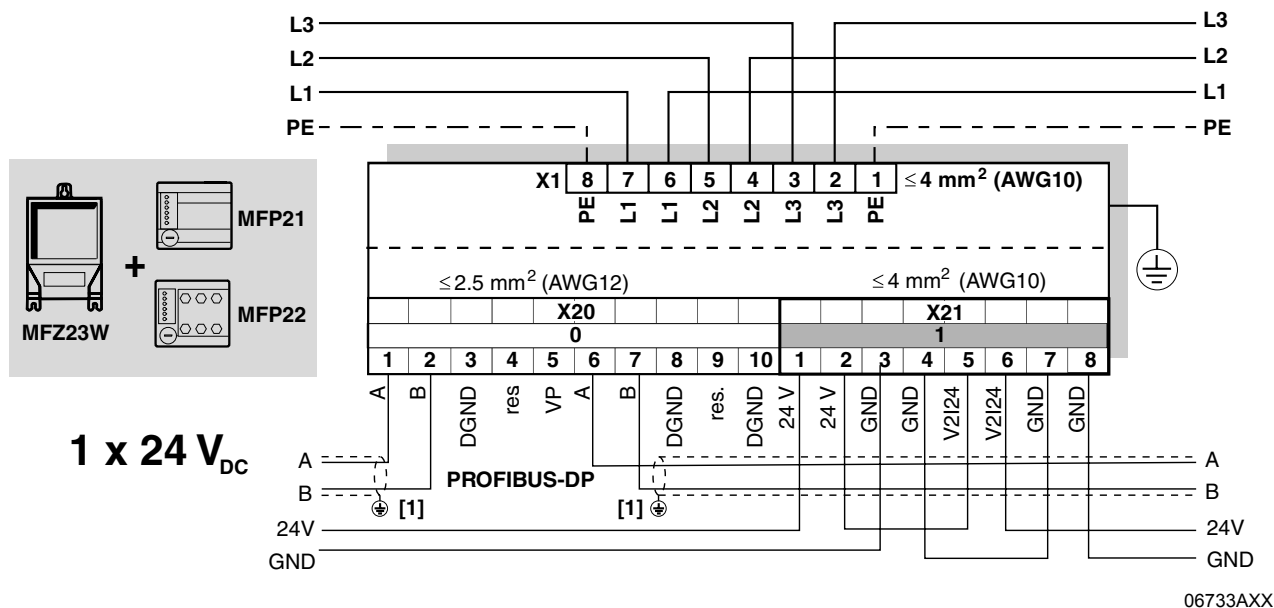 L3 L3
L2 L2
L1 L1
PE PE
X1 8 7 6 5 4 3 2 1 ≤ 4 mm² (AWG10)
PE L1 L1 L2 L2 L3 L3 PE
MFP21
+
MFP22
MFZ23W
≤ 2.5 mm² (AWG12) ≤ 4 mm² (AWG10)
X20 X21
0 1
1 2 3 4 5 6 7 8 9 10 1 2 3 4 5 6 7 8
A B DGND res VP A B DGND res. DGND 24 V 24 V GND GND V2I24 V2I24 GND GND
1 x 24 VDC
A PROFIBUS-DP A
B B
[1] [1]
24V 24V
GND GND
06733AXX